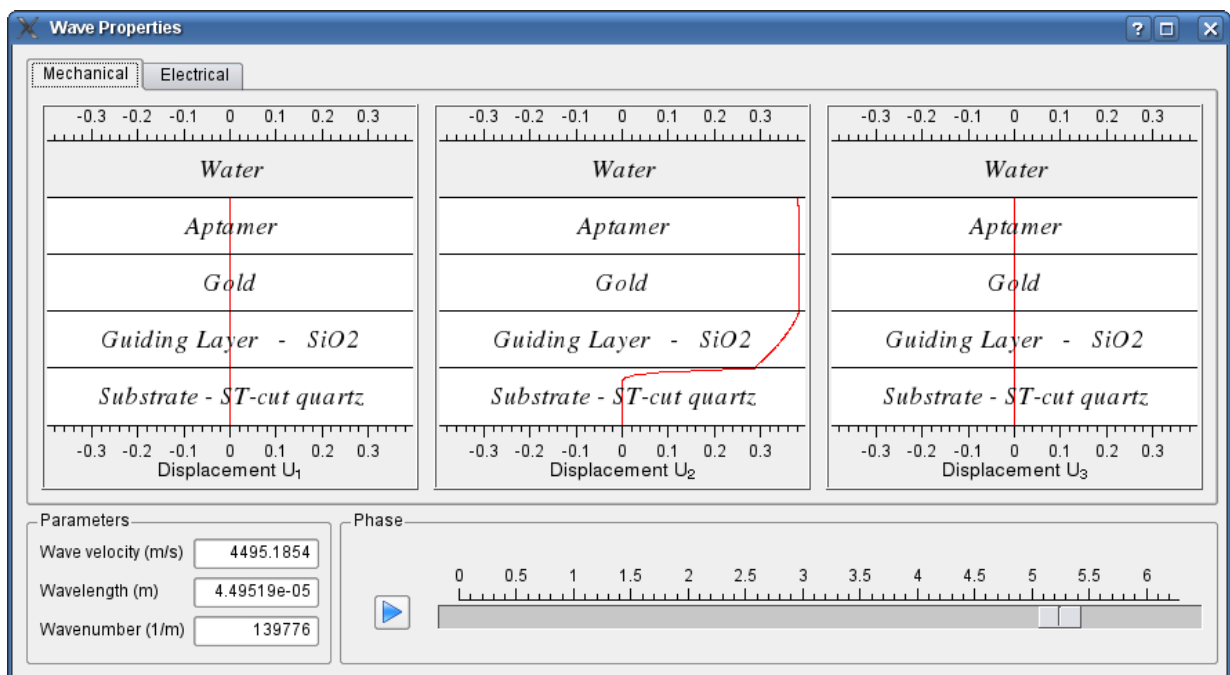 Wave Properties
?
Mechanical Electrical
-0.3 -0.2 -0.1 0 0.1 0.2 0.3
Water
Aptamer
Gold
Guiding Layer - SiO2
Substrate - ST-cut quartz
-0.3 -0.2 -0.1 0 0.1 0.2 0.3
Displacement U1
-0.3 -0.2 -0.1 0 0.1 0.2 0.3
Water
Aptamer
Gold
Guiding Layer - SiO2
Substrate - ST-cut quartz
-0.3 -0.2 -0.1 0 0.1 0.2 0.3
Displacement U2
-0.3 -0.2 -0.1 0 0.1 0.2 0.3
Water
Aptamer
Gold
Guiding Layer - SiO2
Substrate - ST-cut quartz
-0.3 -0.2 -0.1 0 0.1 0.2 0.3
Displacement U3
Parameters
Wave velocity (m/s) 4495.1854
Wavelength (m) 4.49519e-05
Wavenumber (1/m) 139776
Phase
0 0.5 1 1.5 2 2.5 3 3.5 4 4.5 5 5.5 6